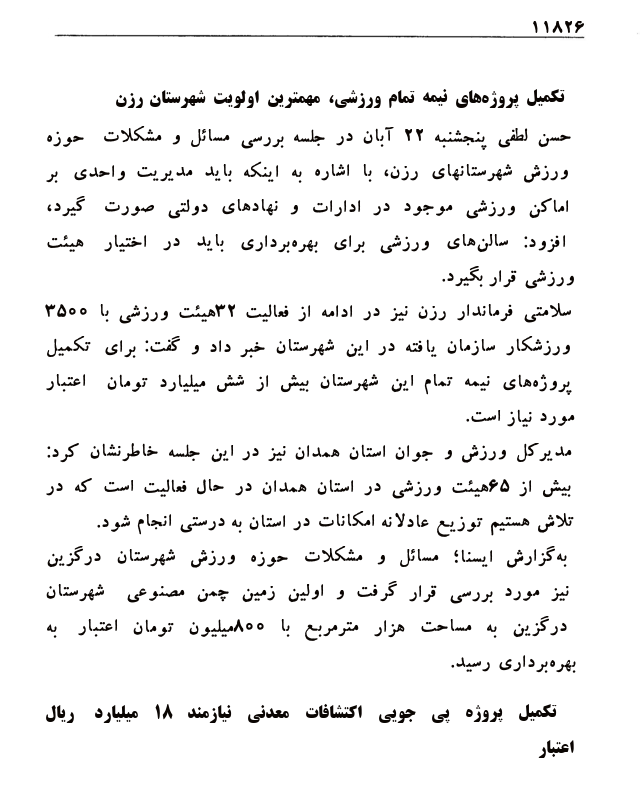 ۱۱۸۲۶
تکمیل پروژه‌های نیمه تمام ورزشی، مهمترین اولویت شهرستان رزن
حسن لطفی پنجشنبه ۲۲ آبان در جلسه بررسی مسائل و مشکلات حوزه
ورزش شهرستانهای رزن، با اشاره به اینکه باید مدیریت واحدی بر
اماکن ورزشی موجود در ادارات و نهادهای دولتی صورت گیرد،
افزود: سالن‌های ورزشی برای بهره‌برداری باید در اختیار هیئت
ورزشی قرار بگیرد.
سلامتی فرماندار رزن نیز در ادامه از فعالیت ۳۲هیئت ورزشی با ۳۵۰۰
ورزشکار سازمان یافته در این شهرستان خبر داد و گفت: برای تکمیل
پروژه‌های نیمه تمام این شهرستان بیش از شش میلیارد تومان اعتبار
مورد نیاز است.
مدیرکل ورزش و جوان استان همدان نیز در این جلسه خاطرنشان کرد:
بیش از ۶۵هیئت ورزشی در استان همدان در حال فعالیت است که در
تلاش هستیم توزیع عادلانه امکانات در استان به درستی انجام شود.
به‌گزارش ایسنا؛ مسائل و مشکلات حوزه ورزش شهرستان درگزین
نیز مورد بررسی قرار گرفت و اولین زمین چمن مصنوعی شهرستان
درگزین به مساحت هزار مترمربع با ۸۰۰میلیون تومان اعتبار به
بهره‌برداری رسید.
تکمیل پروژه پی جویی اکتشافات معدنی نیازمند ۱۸ میلیارد ریال
اعتبار